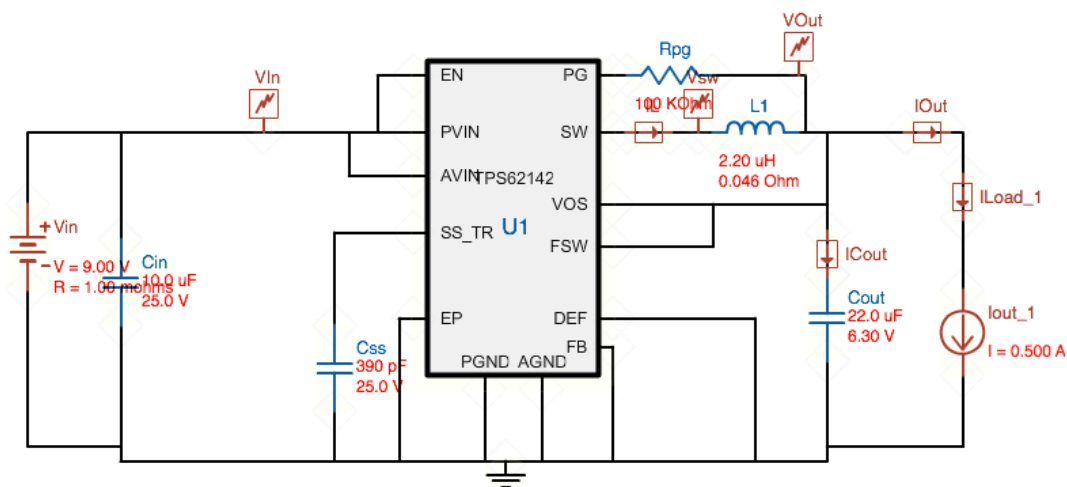 VOut
Rpg
VIn
EN
PG
Vsw
100 KOhm
IL
L1
IOut
PVIN
SW
2.20 uH
0.046 Ohm
AVIN
TPS62142
VOS
ILoad_1
U1
SS_TR
FSW
+
Vin
-
V = 9.00 V
R = 1.00 mohms
Cin
10.0 uF
25.0 V
ICout
Cout
22.0 uF
6.30 V
Iout_1
I = 0.500 A
EP
DEF
FB
Css
390 pF
25.0 V
PGND
AGND